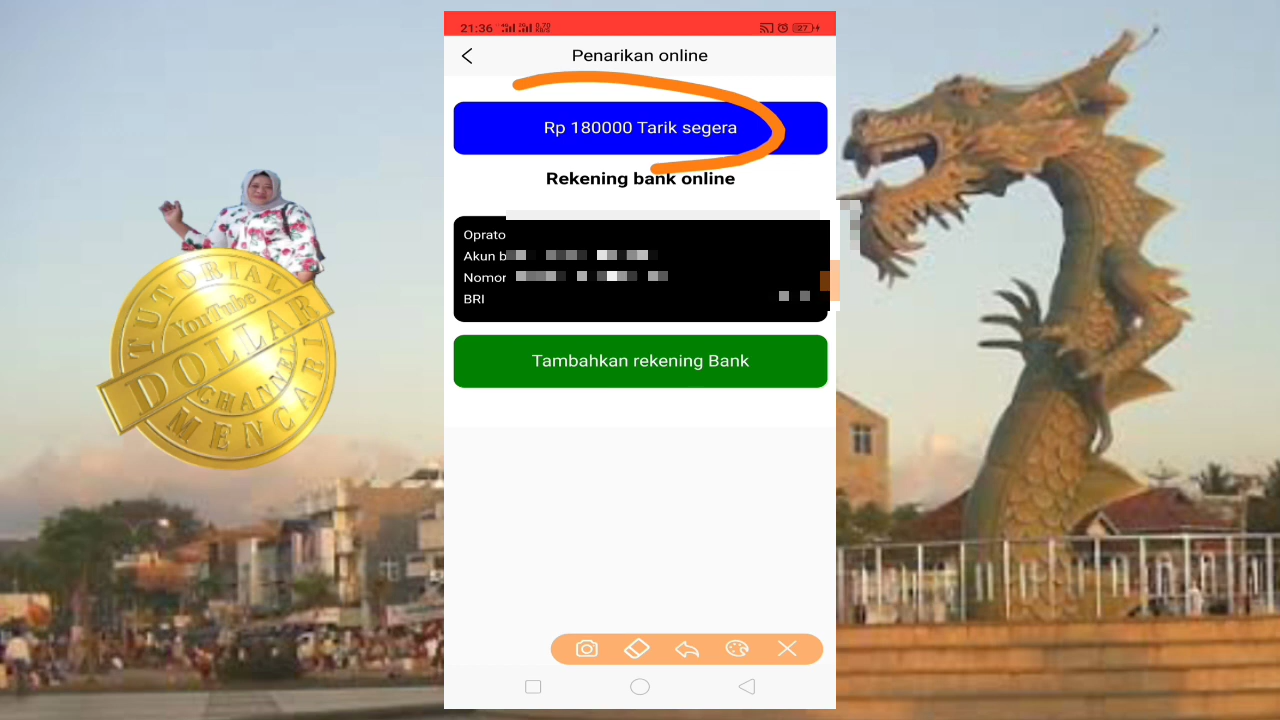 21:36
Penarikan online
Rp 180000 Tarik segera
Rekening bank online
Oprato
Akun b
Nomor
BRI
Tambahkan rekening Bank
TUTORIAL
YouTube
DOLLAR
CHANNEL
MENCARI